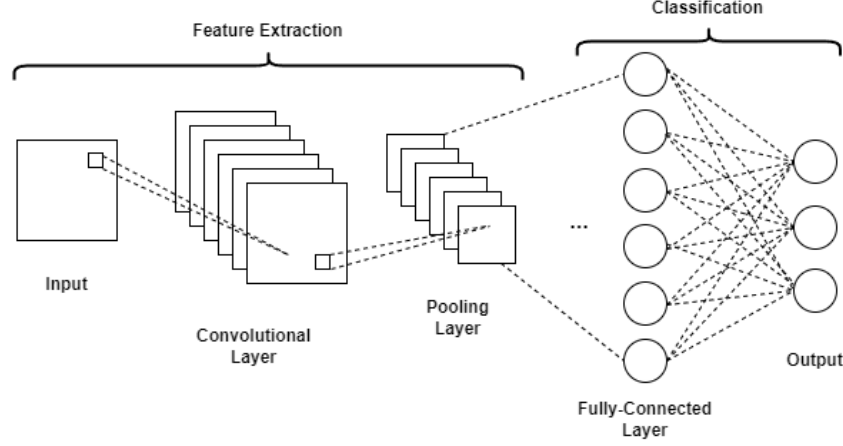 Classification
Feature Extraction
...
Input
Pooling
Layer
Convolutional
Layer
Output
Fully-Connected
Layer